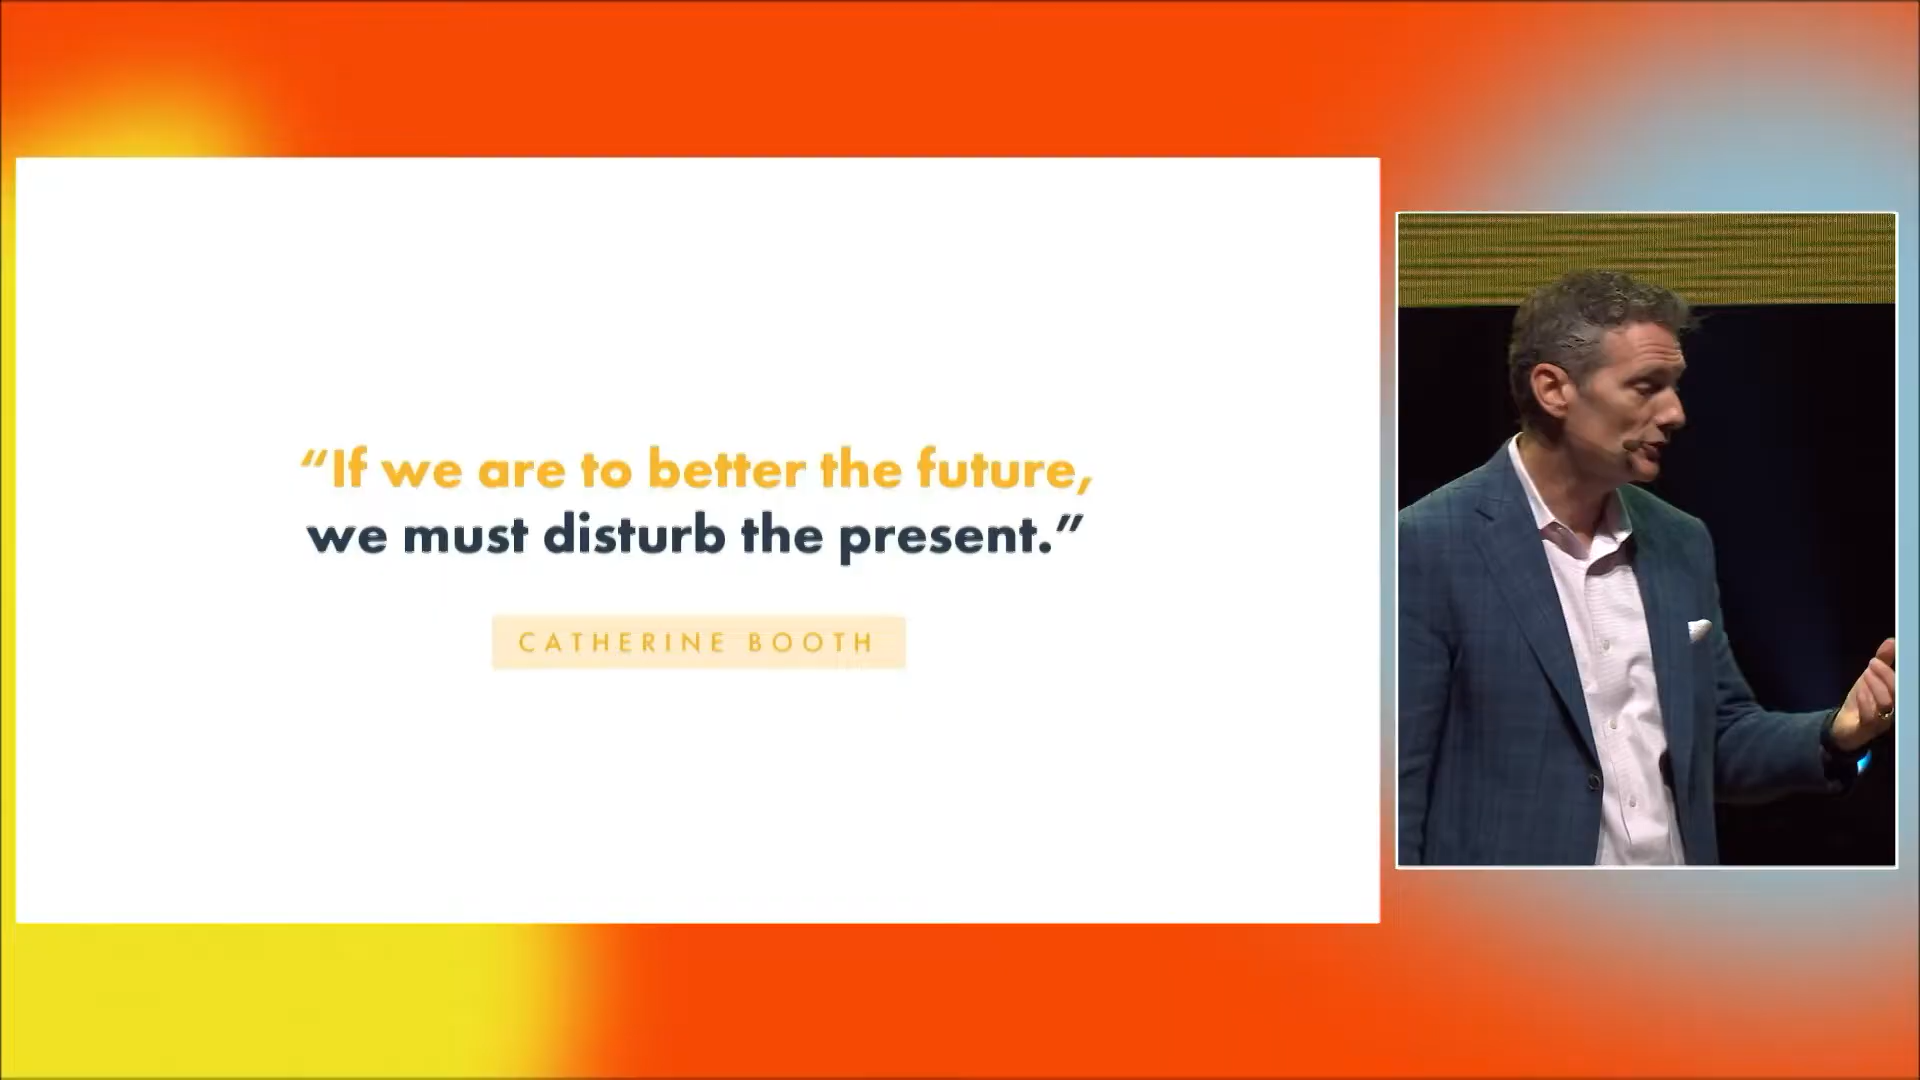 “If we are to better the future,
we must disturb the present.”
CATHERINE BOOTH